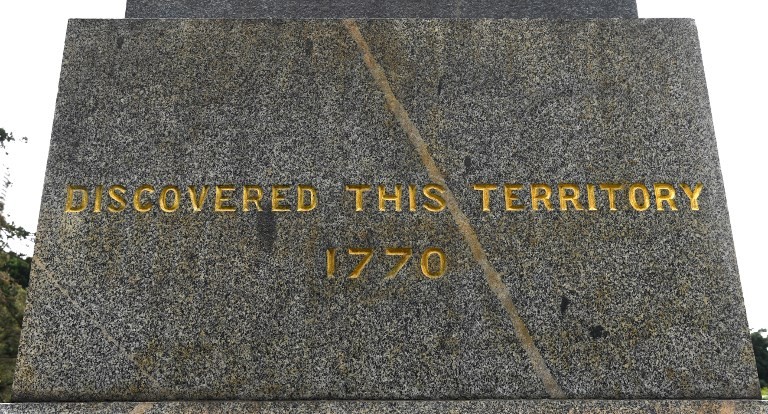 DISCOVERED THIS TERRITORY
1770